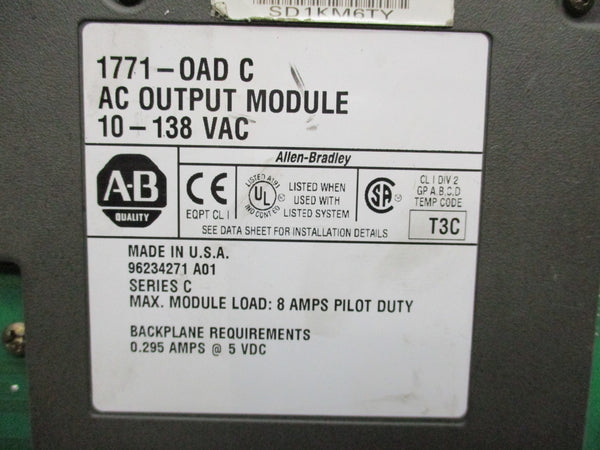 SD1KM6TY
1771-OAD C
AC OUTPUT MODULE
10-138 VAC
Allen-Bradley
A-B
QUALITY
CE
EQPT CL I
LISTED A191
UL
IND CONT EQ
LISTED WHEN
USED WITH
LISTED SYSTEM
SA
CL I DIV 2
GP A,B,C,D
TEMP CODE
T3C
SEE DATA SHEET FOR INSTALLATION DETAILS
MADE IN U.S.A.
96234271 A01
SERIES C
MAX. MODULE LOAD: 8 AMPS PILOT DUTY
BACKPLANE REQUIREMENTS
0.295 AMPS @ 5 VDC